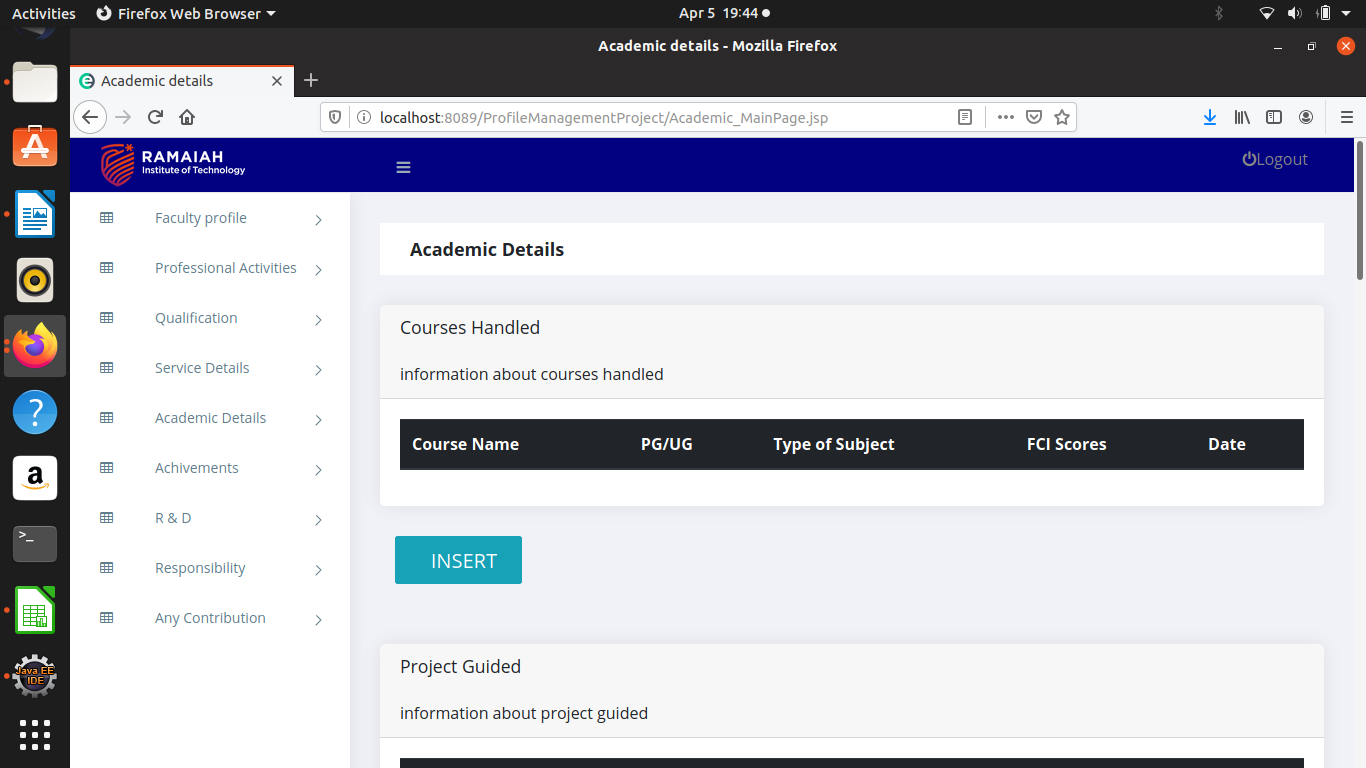 Activities Firefox Web Browser Apr 5 19:44
Academic details - Mozilla Firefox
Academic details
localhost:8089/ProfileManagementProject/Academic_MainPage.jsp
RAMAIAH
Institute of Technology
Logout
Faculty profile
Professional Activities
Qualification
Service Details
Academic Details
Achivements
R & D
Responsibility
Any Contribution
Academic Details
Courses Handled
information about courses handled
Course Name PG/UG Type of Subject FCI Scores Date
INSERT
Project Guided
information about project guided
?
a
>_
Java EE
IDE